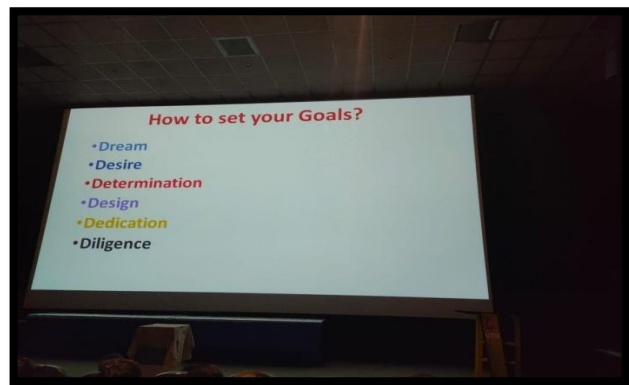 How to set your Goals?
•Dream
•Desire
•Determination
•Design
•Dedication
•Diligence